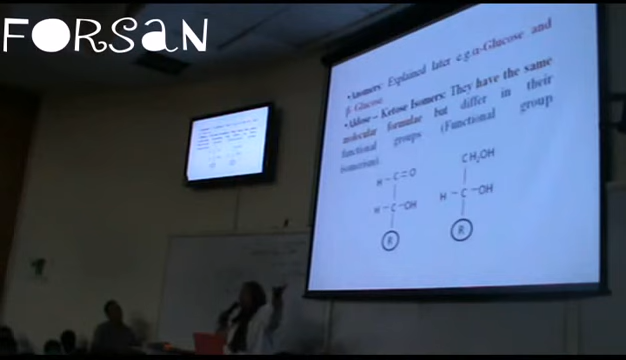 FORSAN
•Anomers: Explained later e.g.α-Glucose and
β-Glucose.
•Aldose – Ketose Isomers: They have the same
molecular formulae but differ in their
functional groups (Functional group
isomerism).
H – C = O
H – C – OH
R
CH₂OH
H – C – OH
R